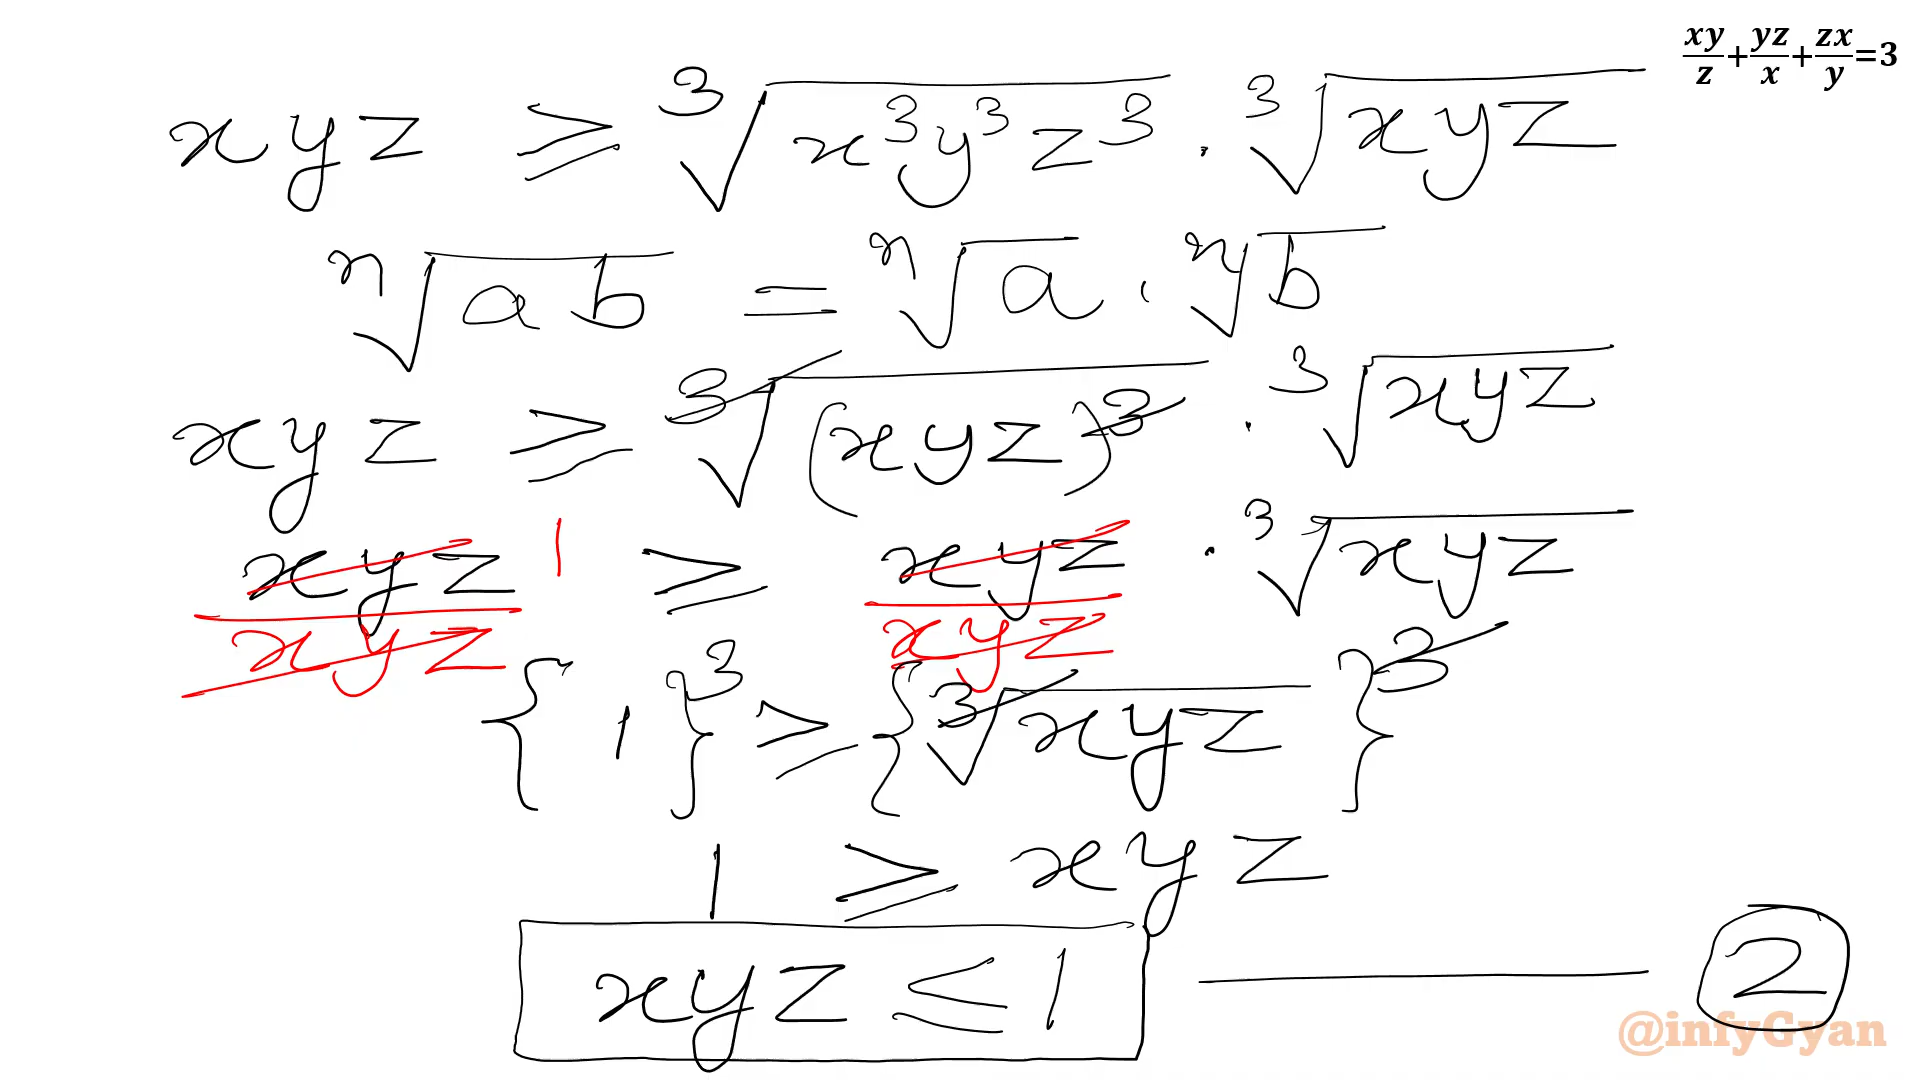 xy/z+yz/x+zx/y=3
xyz ≥ ∛(x³y³z³) · ∛(xyz)
ⁿ√(ab) = ⁿ√a · ⁿ√b
xyz ≥ ∛((xyz)³) · ∛(xyz)
xyz/xyz 1 ≥ xyz/xyz · ∛(xyz)
{1}³ ≥ {∛(xyz)}³
1 ≥ xyz
xyz ≤ 1 ——— 2
@infyGyan